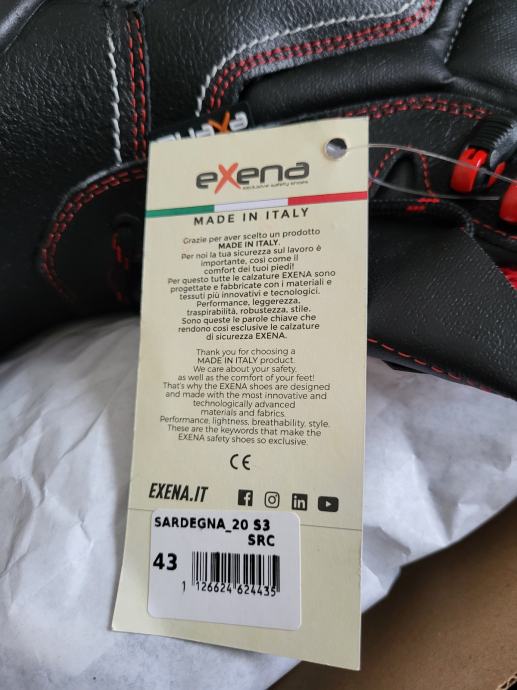 eXena
exclusive safety shoes
MADE IN ITALY
Grazie per aver scelto un prodotto
MADE IN ITALY.
Per noi la tua sicurezza sul lavoro è
importante, così come il
comfort dei tuoi piedi!
Per questo tutte le calzature EXENA sono
progettate e fabbricate con i materiali e
tessuti più innovativi e tecnologici.
Performance, leggerezza,
traspirabilità, robustezza, stile.
Sono queste le parole chiave che
rendono così esclusive le calzature
di sicurezza EXENA.
Thank you for choosing a
MADE IN ITALY product.
We care about your safety,
as well as the comfort of your feet!
That's why the EXENA shoes are designed
and made with the most innovative and
technologically advanced
materials and fabrics.
Performance, lightness, breathability, style.
These are the keywords that make the
EXENA safety shoes so exclusive.
CE
EXENA.IT
SARDEGNA_20 S3
SRC
43
1 126624 624435